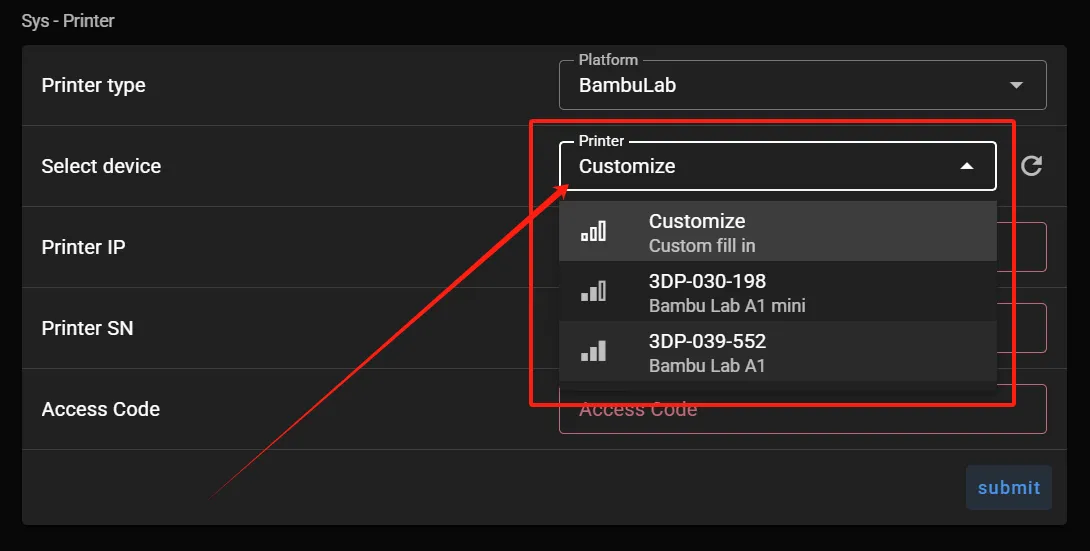 Sys - Printer
Platform
Printer type
BambuLab
Printer
Select device
Customize
Customize
Custom fill in
Printer IP
3DP-030-198
Bambu Lab A1 mini
Printer SN
3DP-039-552
Bambu Lab A1
Access Code
Access Code
submit